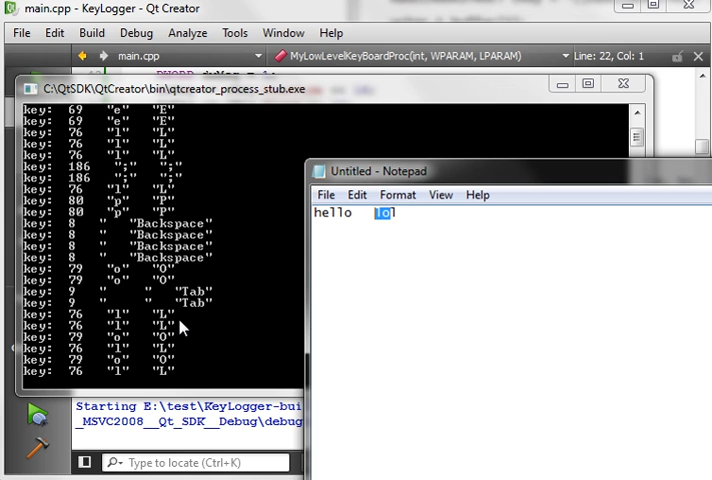 main.cpp - KeyLogger - Qt Creator
File Edit Build Debug Analyze Tools Window Help
main.cpp MyLowLevelKeyBoardProc(int, WPARAM, LPARAM) Line: 22, Col: 1
C:\QtSDK\QtCreator\bin\qtcreator_process_stub.exe
key: 69 "e" "E"
key: 69 "e" "E"
key: 76 "l" "L"
key: 76 "l" "L"
key: 76 "l" "L"
key: 186 ";" ";"
key: 186 ";" ";"
key: 76 "l" "L"
key: 80 "p" "P"
key: 80 "p" "P"
key: 8 " "Backspace"
key: 8 " "Backspace"
key: 8 " "Backspace"
key: 8 " "Backspace"
key: 79 "o" "O"
key: 79 "o" "O"
key: 9 " " "Tab"
key: 9 " " "Tab"
key: 76 "l" "L"
key: 76 "l" "L"
key: 79 "o" "O"
key: 76 "l" "L"
key: 79 "o" "O"
key: 76 "l" "L"
Untitled - Notepad
File Edit Format View Help
hello lol
Starting E:\test\KeyLogger-bui
_MSVC2008__Qt_SDK__Debug\debug
Type to locate (Ctrl+K)